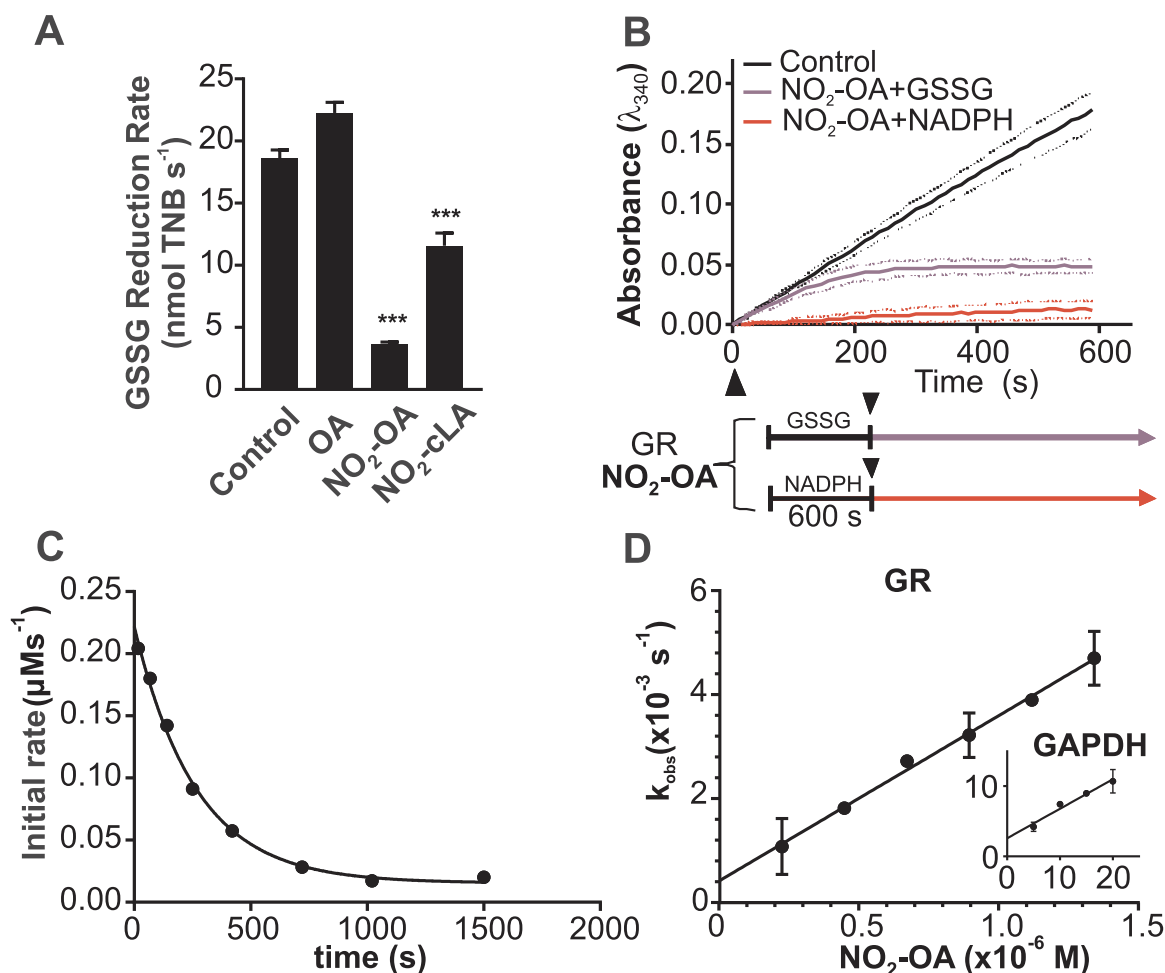 A
GSSG Reduction Rate
(nmol TNB s⁻¹)
25
20
15
10
5
0
***
***
Control
OA
NO₂-OA
NO₂-cLA
B
Control
NO₂-OA+GSSG
NO₂-OA+NADPH
Absorbance (λ₃₄₀)
0.20
0.15
0.10
0.05
0.00
0
200
400
600
Time (s)
GR
NO₂-OA
GSSG
NADPH
600 s
C
Initial rate(µMs⁻¹)
0.25
0.20
0.15
0.10
0.05
0.00
0
500
1000
1500
2000
time (s)
D
GR
k_obs(x10⁻³ s⁻¹)
6
4
2
0
0
0.5
1.0
1.5
NO₂-OA (x10⁻⁶ M)
GAPDH
10
0
0
10
20